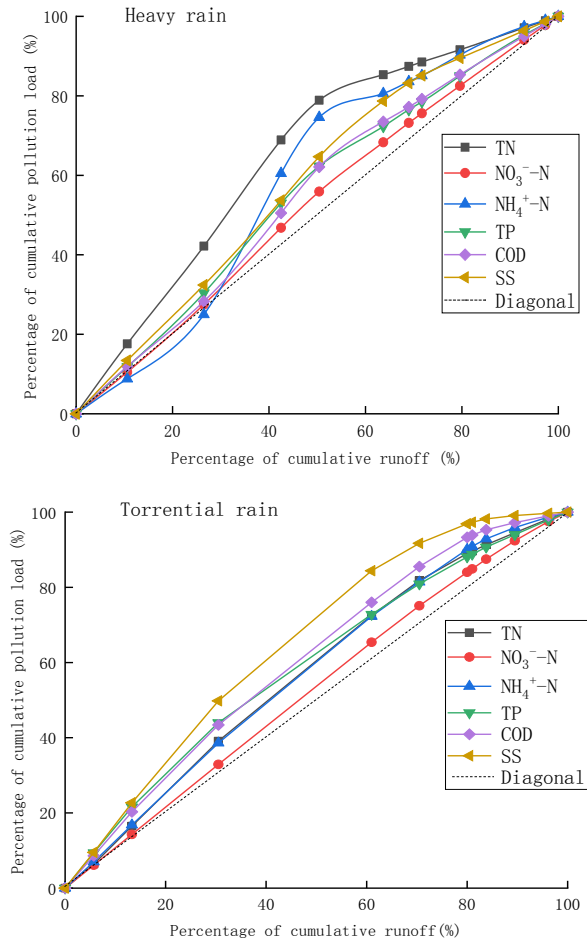 Heavy rain
Percentage of cumulative pollution load (%)
100
80
60
40
20
0
TN
NO₃⁻-N
NH₄⁺-N
TP
COD
SS
Diagonal
0 20 40 60 80 100
Percentage of cumulative runoff (%)
Torrential rain
Percentage of cumulative pollution load (%)
100
80
60
40
20
0
TN
NO₃⁻-N
NH₄⁺-N
TP
COD
SS
Diagonal
0 20 40 60 80 100
Percentage of cumulative runoff(%)